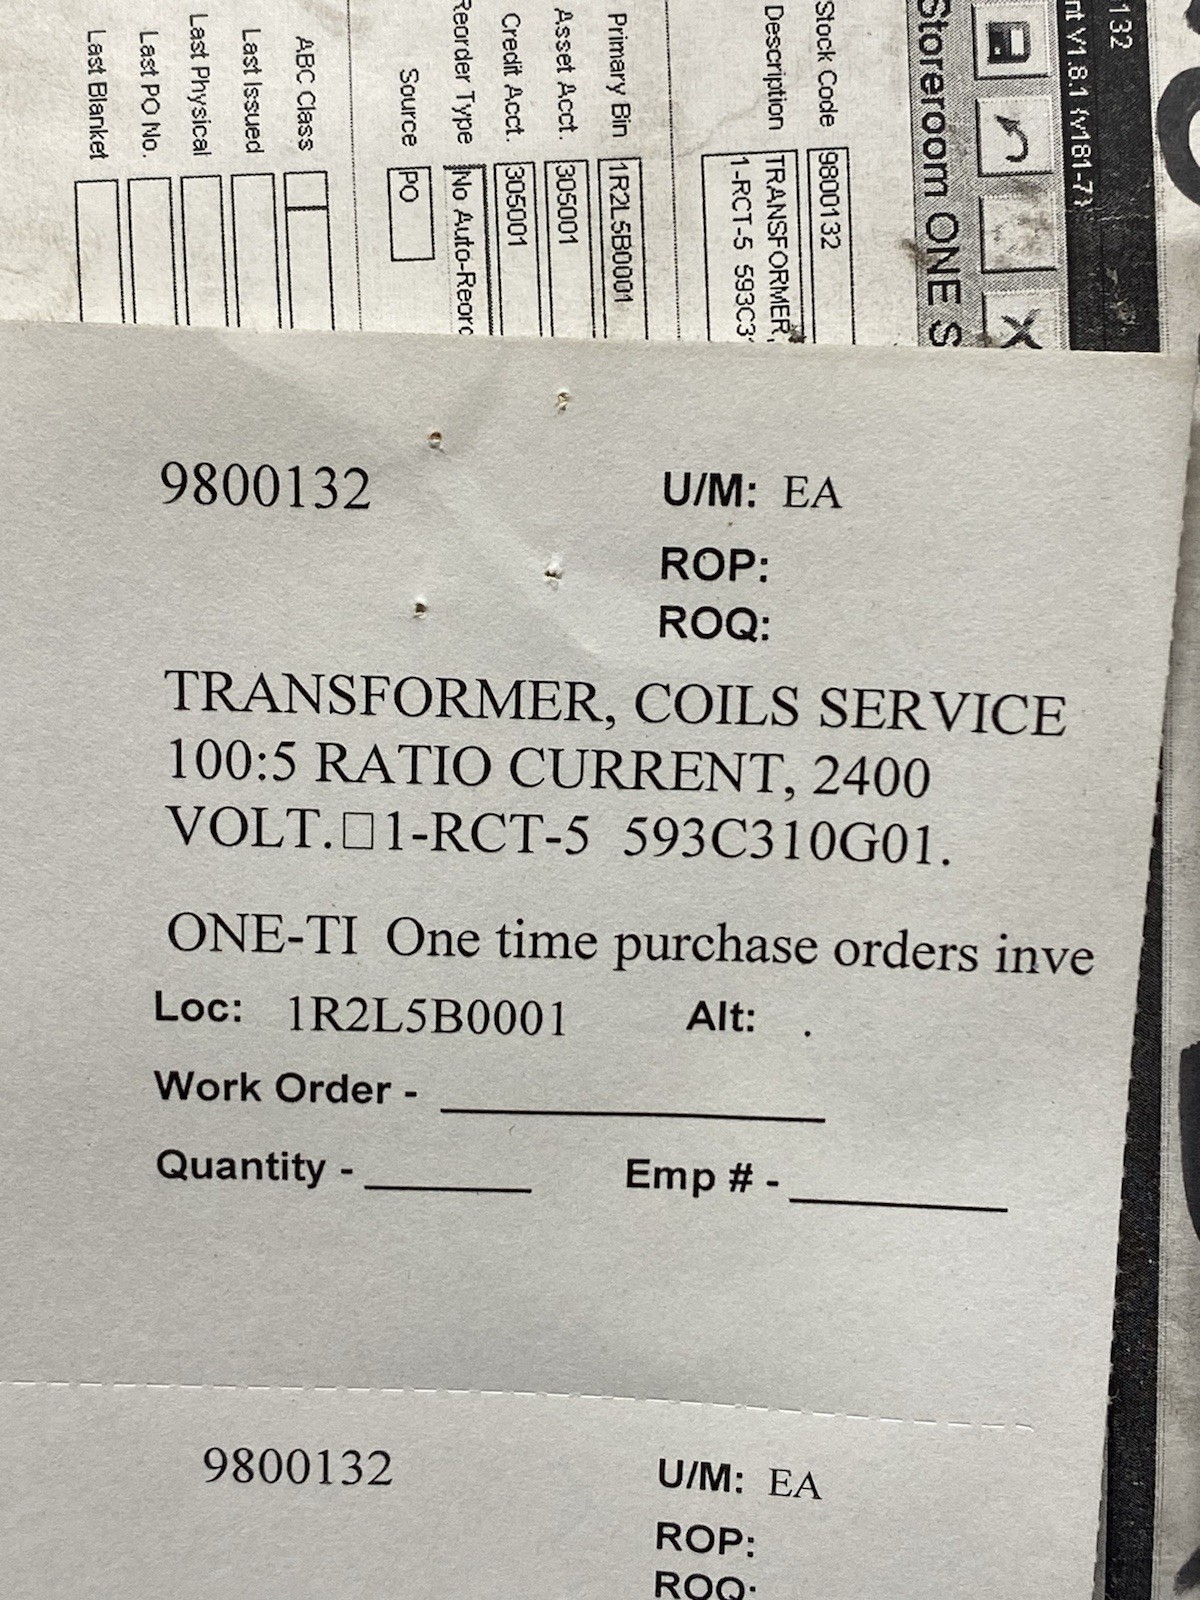 132
nt V1.8.1 {v181-7}
Storeroom ONE S
Stock Code 9800132
Description TRANSFORMER,
1-RCT-5 593C3
Primary Bin 1R2L5B0001
Asset Acct. 305001
Credit Acct. 305001
Reorder Type No Auto-Reorc
Source PO
ABC Class
Last Issued
Last Physical
Last PO No.
Last Blanket
9800132 U/M: EA
ROP:
ROQ:
TRANSFORMER, COILS SERVICE
100:5 RATIO CURRENT, 2400
VOLT.□1-RCT-5 593C310G01.
ONE-TI One time purchase orders inve
Loc: 1R2L5B0001 Alt: .
Work Order - 
Quantity - Emp # -
9800132 U/M: EA
ROP:
ROQ: